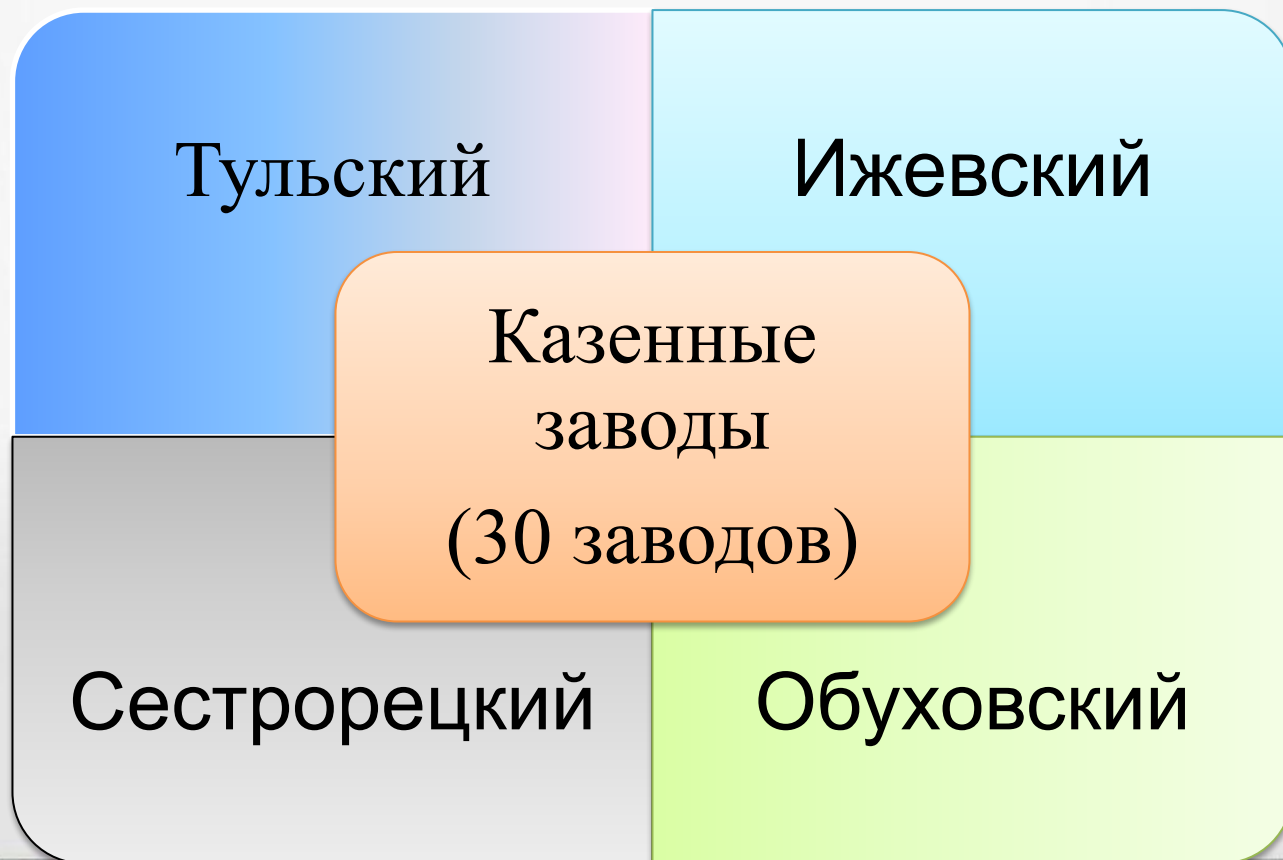 Тульский
Ижевский
Казенные
заводы
(30 заводов)
Сестрорецкий
Обуховский